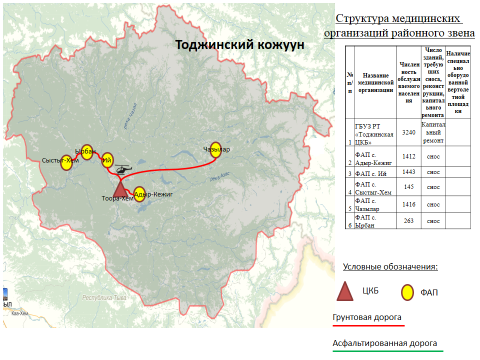 Тоджинский кожуун
Структура медицинских
организаций районного звена
№ п/п
Название медицинской организации
Численность обслуживаемого населения
Число зданий, требующих сноса, реконструкции, капитального ремонта
Наличие специально оборудованной вертолетной площадки
1 ГБУЗ РТ «Тоджинская ЦКБ» 3240 Капитальный ремонт
2 ФАП с. Адыр-Кежиг 1412 снос
3 ФАП с. Ий 1443 снос
4 ФАП с. Сыстыг-Хем 145 снос
5 ФАП с. Чазылар 1416 снос
6 ФАП с. Ырбан 263 снос
Ырбан
Сыстыг-Хем
Ий
Чазылар
Адыр-Кежиг
Тоора-Хем
Республика Тыва
Условные обозначения:
ЦКБ
ФАП
Грунтовая дорога
Асфальтированная дорога